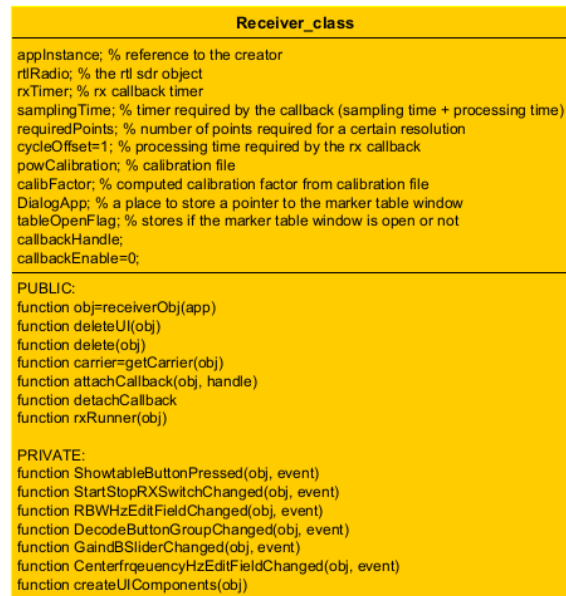 Receiver_class
appInstance; % reference to the creator
rtlRadio; % the rtl sdr object
rxTimer; % rx callback timer
samplingTime; % timer required by the callback (sampling time + processing time)
requiredPoints; % number of points required for a certain resolution
cycleOffset=1; % processing time required by the rx callback
powCalibration; % calibration file
calibFactor; % computed calibration factor from calibration file
DialogApp; % a place to store a pointer to the marker table window
tableOpenFlag; % stores if the marker table window is open or not
callbackHandle;
callbackEnable=0;
PUBLIC:
function obj=receiverObj(app)
function deleteUI(obj)
function delete(obj)
function carrier=getCarrier(obj)
function attachCallback(obj, handle)
function detachCallback
function rxRunner(obj)
PRIVATE:
function ShowtableButtonPressed(obj, event)
function StartStopRXSwitchChanged(obj, event)
function RBWHzEditFieldChanged(obj, event)
function DecodeButtonGroupChanged(obj, event)
function GaindBSliderChanged(obj, event)
function CenterfrqeuencyHzEditFieldChanged(obj, event)
function createUIComponents(obj)